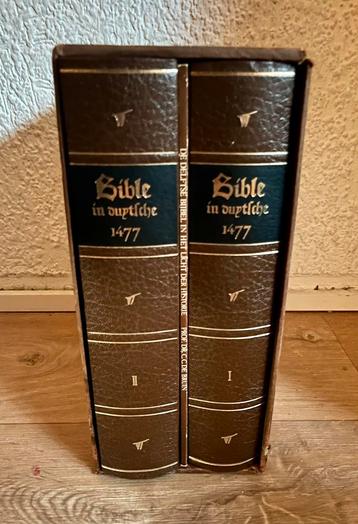 Bible
in duytsche
1477
II
DE DELFTSE BIJBEL IN HET LICHT DER HISTORIE PROF. DR. C.C. DE BRUIN
Bible
in duytsche
1477
I